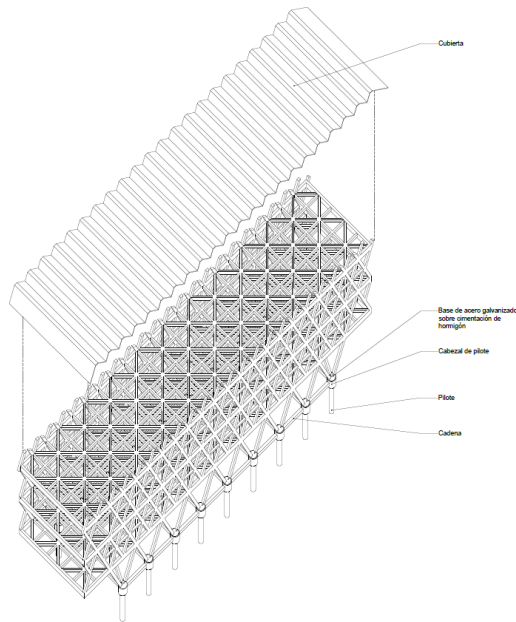 Cubierta
Base de acero galvanizado
sobre cimentación de
hormigón
Cabezal de pilote
Pilote
Cadena